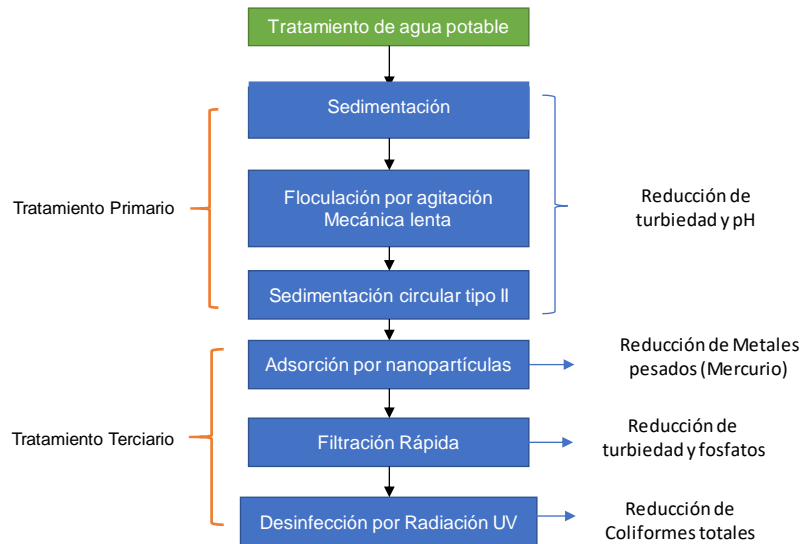 Tratamiento de agua potable
Sedimentación
Floculación por agitación
Mecánica lenta
Tratamiento Primario
Reducción de
turbiedad y pH
Sedimentación circular tipo II
Adsorción por nanopartículas
Reducción de Metales
pesados (Mercurio)
Tratamiento Terciario
Filtración Rápida
Reducción de
turbiedad y fosfatos
Desinfección por Radiación UV
Reducción de
Coliformes totales